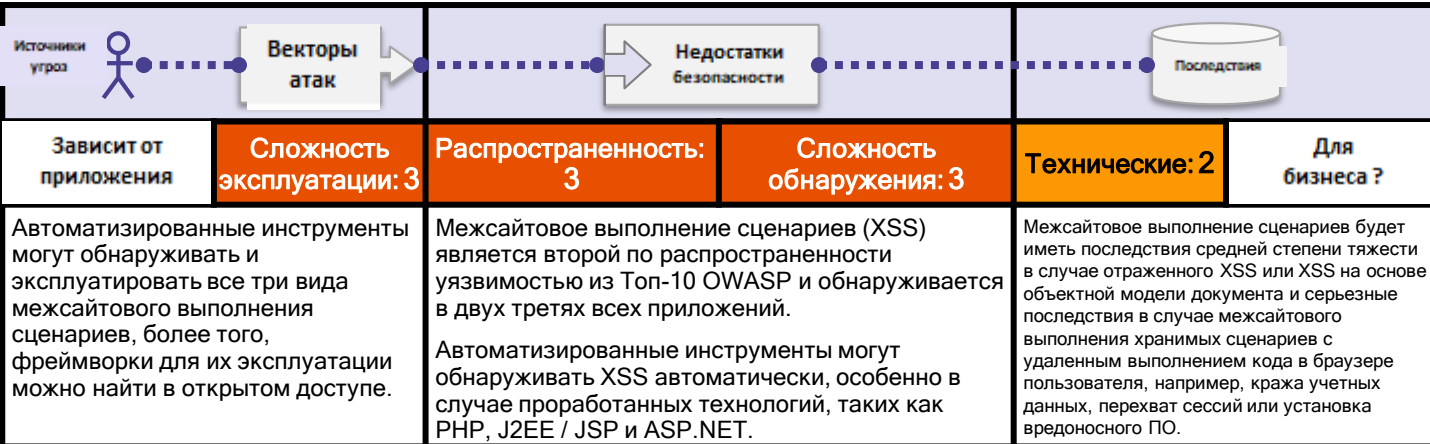 Источники
угроз
Векторы
атак
Недостатки
безопасности
Последствия
Зависит от
приложения
Сложность
эксплуатации: 3
Распространенность:
3
Сложность
обнаружения: 3
Технические: 2
Для
бизнеса ?
Автоматизированные инструменты
могут обнаруживать и
эксплуатировать все три вида
межсайтового выполнения
сценариев, более того,
фреймворки для их эксплуатации
можно найти в открытом доступе.
Межсайтовое выполнение сценариев (XSS)
является второй по распространенности
уязвимостью из Топ-10 OWASP и обнаруживается
в двух третях всех приложений.
Автоматизированные инструменты могут
обнаруживать XSS автоматически, особенно в
случае проработанных технологий, таких как
PHP, J2EE / JSP и ASP.NET.
Межсайтовое выполнение сценариев будет
иметь последствия средней степени тяжести
в случае отраженного XSS или XSS на основе
объектной модели документа и серьезные
последствия в случае межсайтового
выполнения хранимых сценариев с
удаленным выполнением кода в браузере
пользователя, например, кража учетных
данных, перехват сессий или установка
вредоносного ПО.